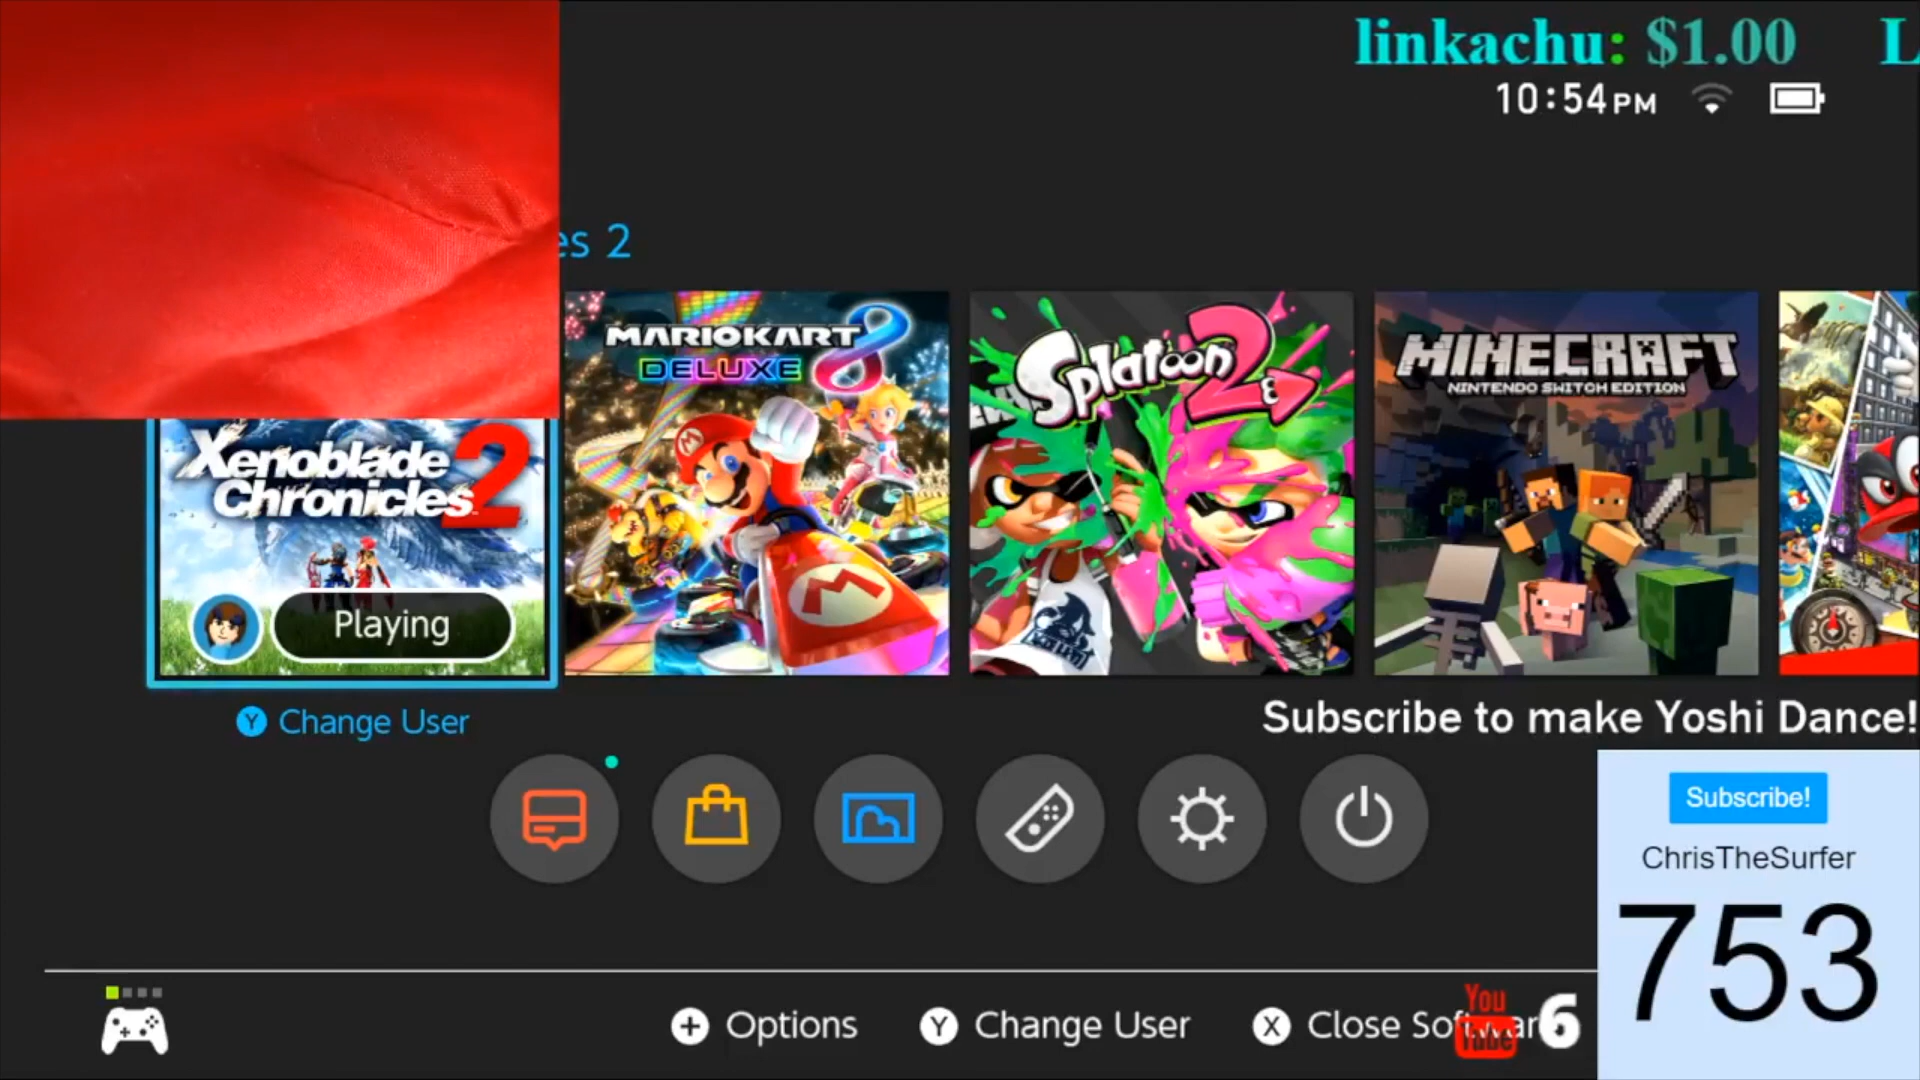 linkachu: $1.00 L
10:54PM
es 2
MARIOKART 8
DELUXE
Splatoon 2
MINECRAFT
NINTENDO SWITCH EDITION
Xenoblade
Chronicles 2
Playing
Y Change User
Subscribe to make Yoshi Dance!
Subscribe!
ChrisTheSurfer
753
+ Options Y Change User X Close Softwar
You
Tube 6